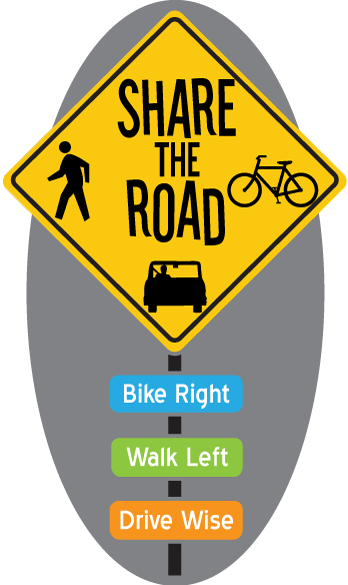 SHARE
THE
ROAD
Bike Right
Walk Left
Drive Wise